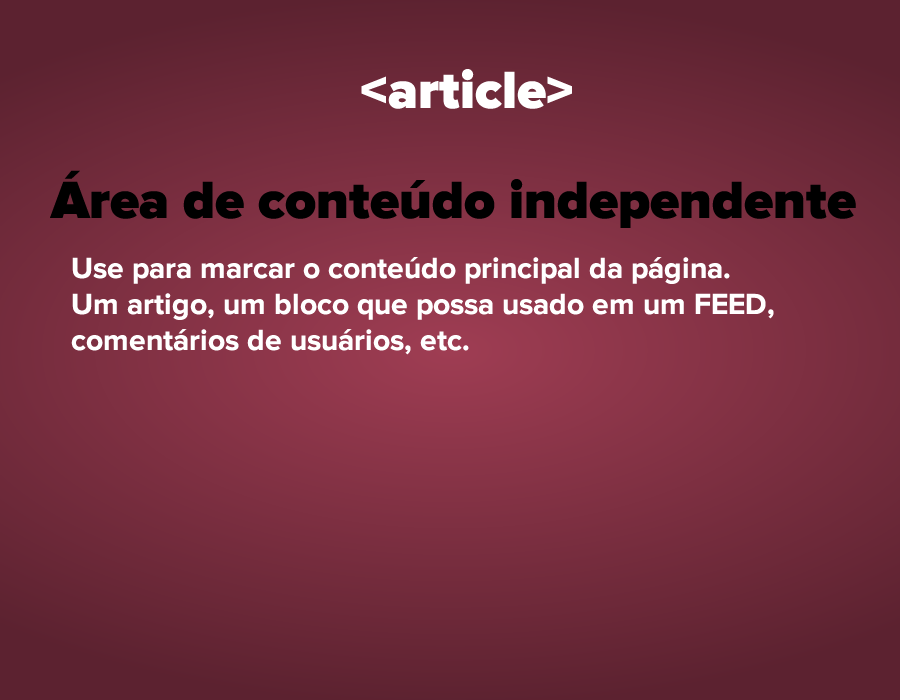 <article>
Área de conteúdo independente
Use para marcar o conteúdo principal da página.
Um artigo, um bloco que possa usado em um FEED,
comentários de usuários, etc.